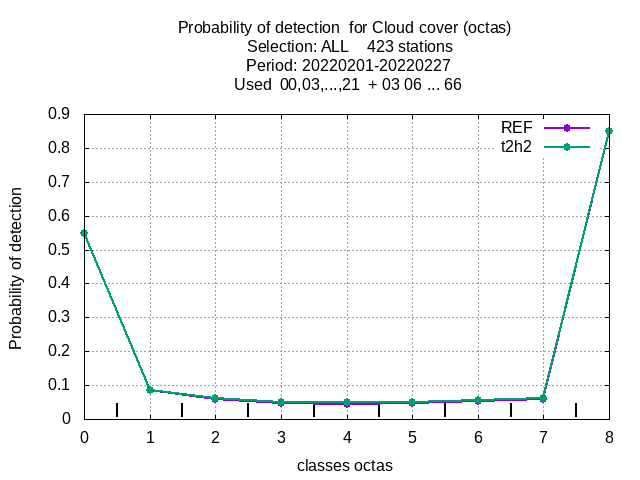 Probability of detection  for Cloud cover (octas)
Selection: ALL    423 stations
Period: 20220201-20220227
Used  00,03,...,21  + 03 06 ... 66
REF
t2h2
0.9
0.8
0.7
0.6
0.5
0.4
0.3
0.2
0.1
0
Probability of detection
0 1 2 3 4 5 6 7 8
classes octas